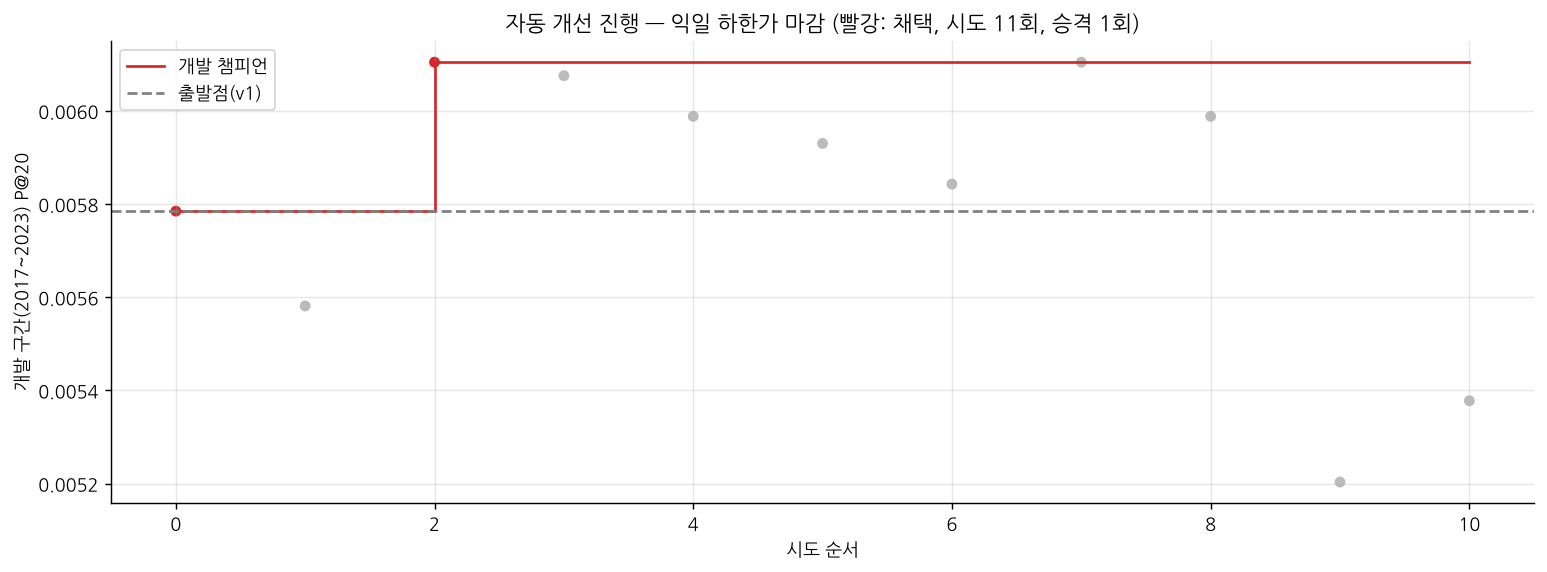 자동 개선 진행 — 익일 하한가 마감 (빨강: 채택, 시도 11회, 승격 1회)
개발 챔피언
출발점(v1)
개발 구간(2017~2023) P@20
0.0060
0.0058
0.0056
0.0054
0.0052
0 2 4 6 8 10
시도 순서